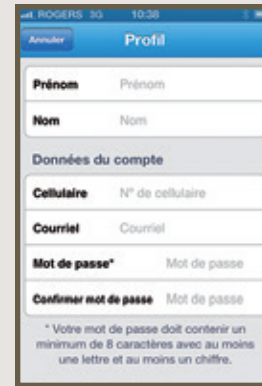 ROGERS 3G 10:38
Annuler Profil
Prénom Prénom
Nom Nom
Données du compte
Cellulaire N° de cellulaire
Courriel Courriel
Mot de passe* Mot de passe
Confirmer mot de passe Mot de passe
* Votre mot de passe doit contenir un
minimum de 8 caractères avec au moins
une lettre et au moins un chiffre.